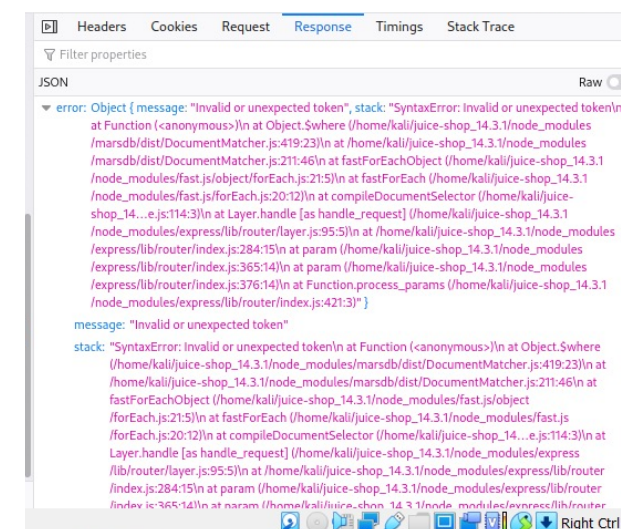 Headers Cookies Request Response Timings Stack Trace
Filter properties
JSON Raw
error: Object { message: "Invalid or unexpected token", stack: "SyntaxError: Invalid or unexpected token\n
at Function (<anonymous>)\n at Object.$where (/home/kali/juice-shop_14.3.1/node_modules
/marsdb/dist/DocumentMatcher.js:419:23)\n at /home/kali/juice-shop_14.3.1/node_modules
/marsdb/dist/DocumentMatcher.js:211:46\n at fastForEachObject (/home/kali/juice-shop_14.3.1
/node_modules/fast.js/object/forEach.js:21:5)\n at fastForEach (/home/kali/juice-shop_14.3.1
/node_modules/fast.js/forEach.js:20:12)\n at compileDocumentSelector (/home/kali/juice-
shop_14…e.js:114:3)\n at Layer.handle [as handle_request] (/home/kali/juice-shop_14.3.1
/node_modules/express/lib/router/layer.js:95:5)\n at /home/kali/juice-shop_14.3.1/node_modules
/express/lib/router/index.js:284:15\n at param (/home/kali/juice-shop_14.3.1/node_modules
/express/lib/router/index.js:365:14)\n at param (/home/kali/juice-shop_14.3.1/node_modules
/express/lib/router/index.js:376:14)\n at Function.process_params (/home/kali/juice-shop_14.3.1
/node_modules/express/lib/router/index.js:421:3)" }
message: "Invalid or unexpected token"
stack: "SyntaxError: Invalid or unexpected token\n at Function (<anonymous>)\n at Object.$where
(/home/kali/juice-shop_14.3.1/node_modules/marsdb/dist/DocumentMatcher.js:419:23)\n at
/home/kali/juice-shop_14.3.1/node_modules/marsdb/dist/DocumentMatcher.js:211:46\n at
fastForEachObject (/home/kali/juice-shop_14.3.1/node_modules/fast.js/object
/forEach.js:21:5)\n at fastForEach (/home/kali/juice-shop_14.3.1/node_modules/fast.js
/forEach.js:20:12)\n at compileDocumentSelector (/home/kali/juice-shop_14…e.js:114:3)\n at
Layer.handle [as handle_request] (/home/kali/juice-shop_14.3.1/node_modules/express
/lib/router/layer.js:95:5)\n at /home/kali/juice-shop_14.3.1/node_modules/express/lib/router
/index.js:284:15\n at param (/home/kali/juice-shop_14.3.1/node_modules/express/lib/router
/index.js:365:14)\n at param (/home/kali/juice-shop_14.3.1/node_modules/express/lib/router
Right Ctrl